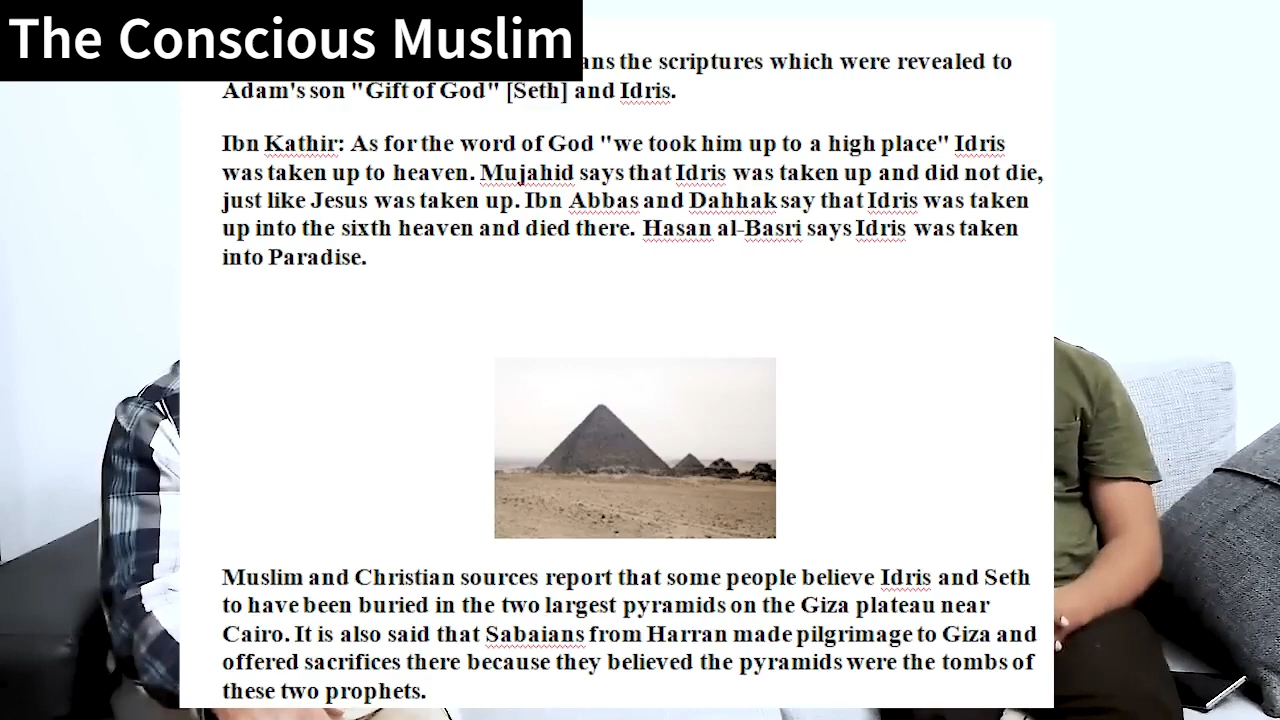 The Conscious Muslim
the scriptures which were revealed to
Adam's son "Gift of God" [Seth] and Idris.
Ibn Kathir: As for the word of God "we took him up to a high place" Idris
was taken up to heaven. Mujahid says that Idris was taken up and did not die,
just like Jesus was taken up. Ibn Abbas and Dahhak say that Idris was taken
up into the sixth heaven and died there. Hasan al-Basri says Idris was taken
into Paradise.
Muslim and Christian sources report that some people believe Idris and Seth
to have been buried in the two largest pyramids on the Giza plateau near
Cairo. It is also said that Sabaians from Harran made pilgrimage to Giza and
offered sacrifices there because they believed the pyramids were the tombs of
these two prophets.